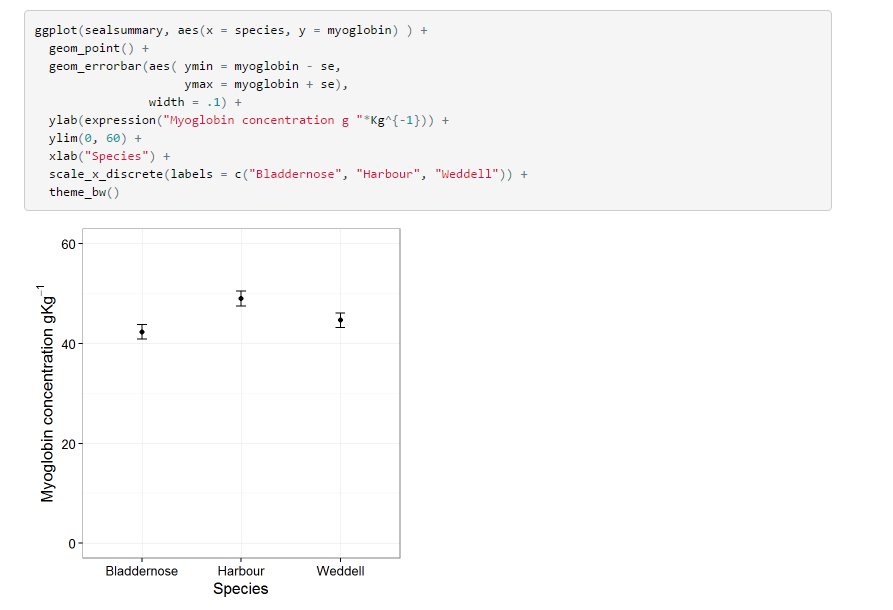 ggplot(sealsummary, aes(x = species, y = myoglobin) ) +
  geom_point() +
  geom_errorbar(aes( ymin = myoglobin - se,
                     ymax = myoglobin + se),
                width = .1) +
  ylab(expression("Myoglobin concentration g "*Kg^{-1})) +
  ylim(0, 60) +
  xlab("Species") +
  scale_x_discrete(labels = c("Bladdernose", "Harbour", "Weddell")) +
  theme_bw()
Myoglobin concentration gKg⁻¹
60
40
20
0
Bladdernose Harbour Weddell
Species